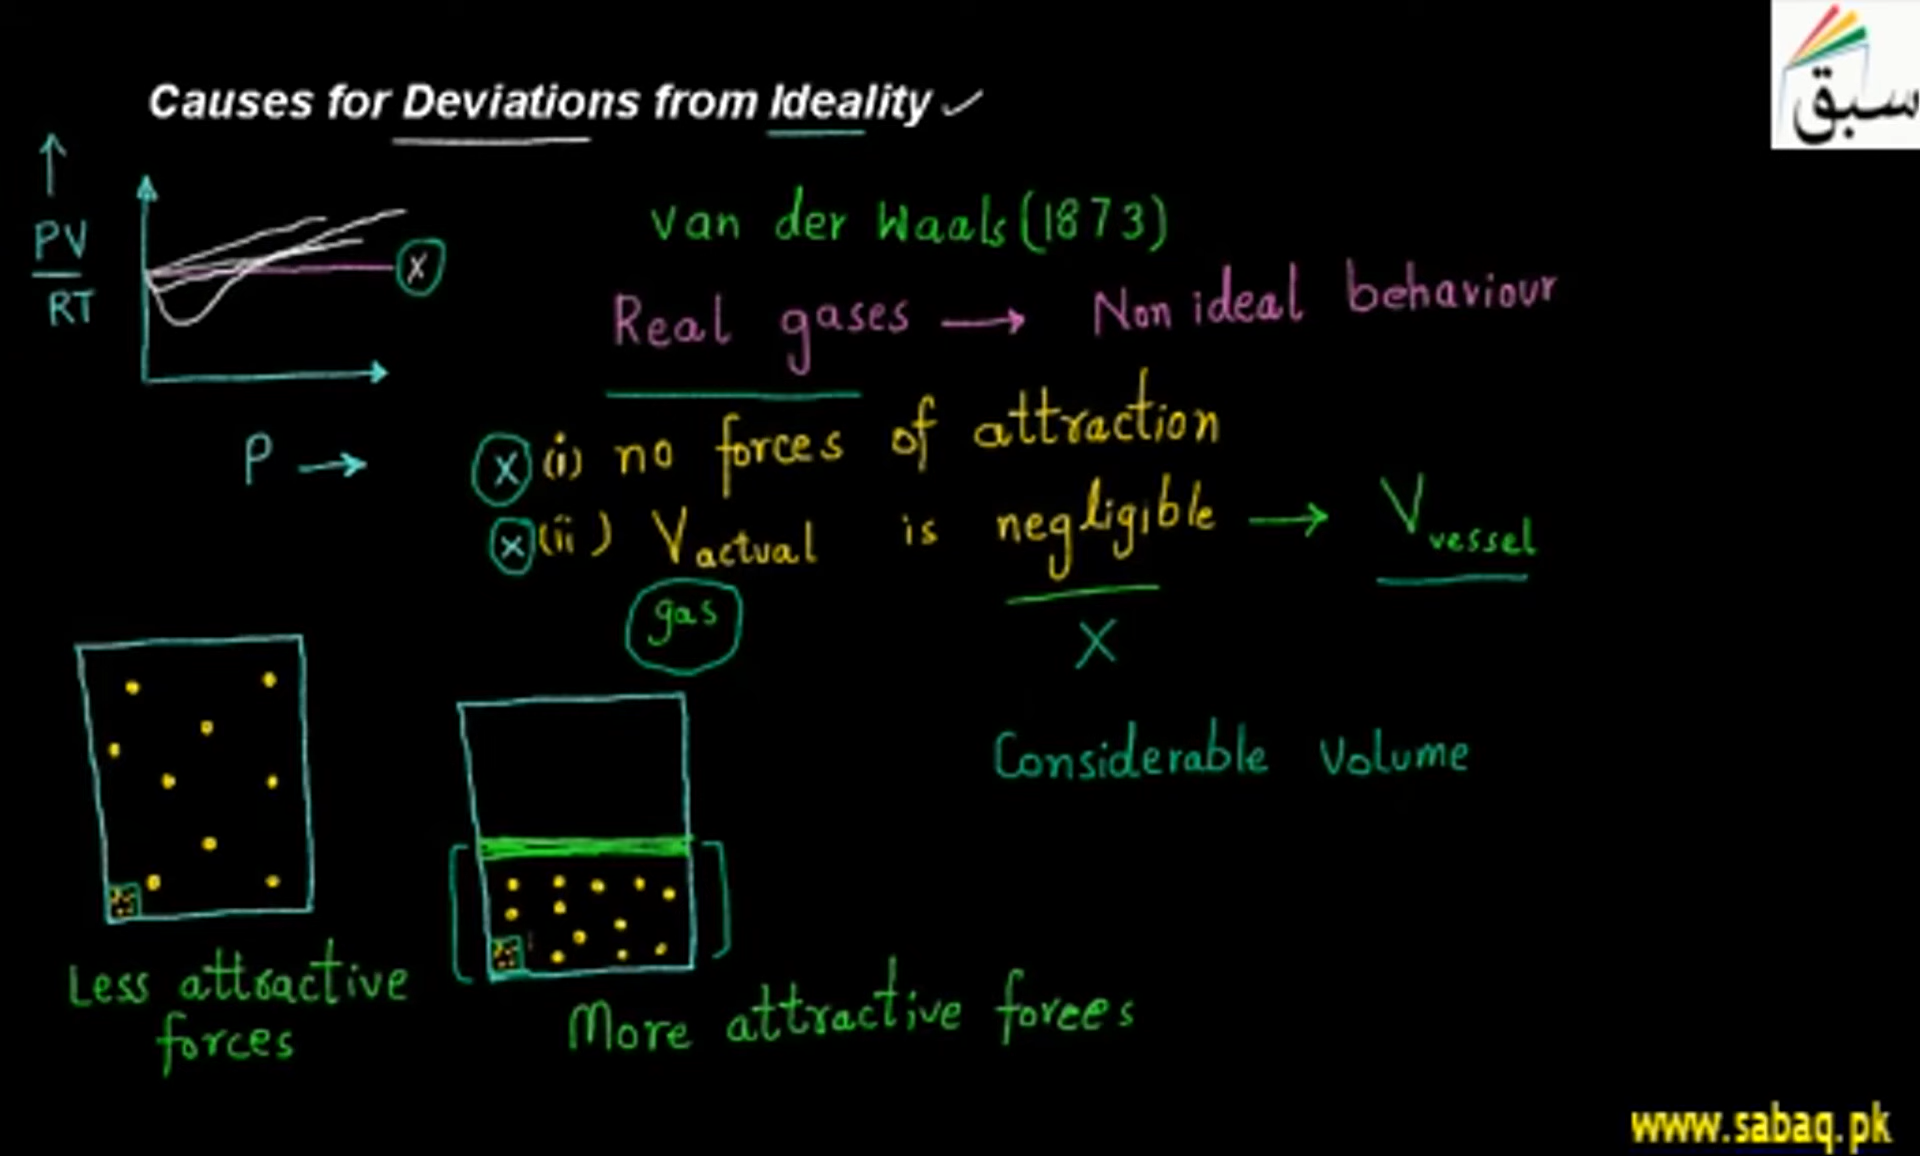 Causes for Deviations from Ideality
سبق
PV
RT
X
P
Van der Waals (1873)
Real gases → Non ideal behaviour
X (i) no forces of attraction
X (ii) Vactual is negligible → Vvessel
gas
X
Considerable Volume
Less attractive
forces
More attractive forces
www.sabaq.pk